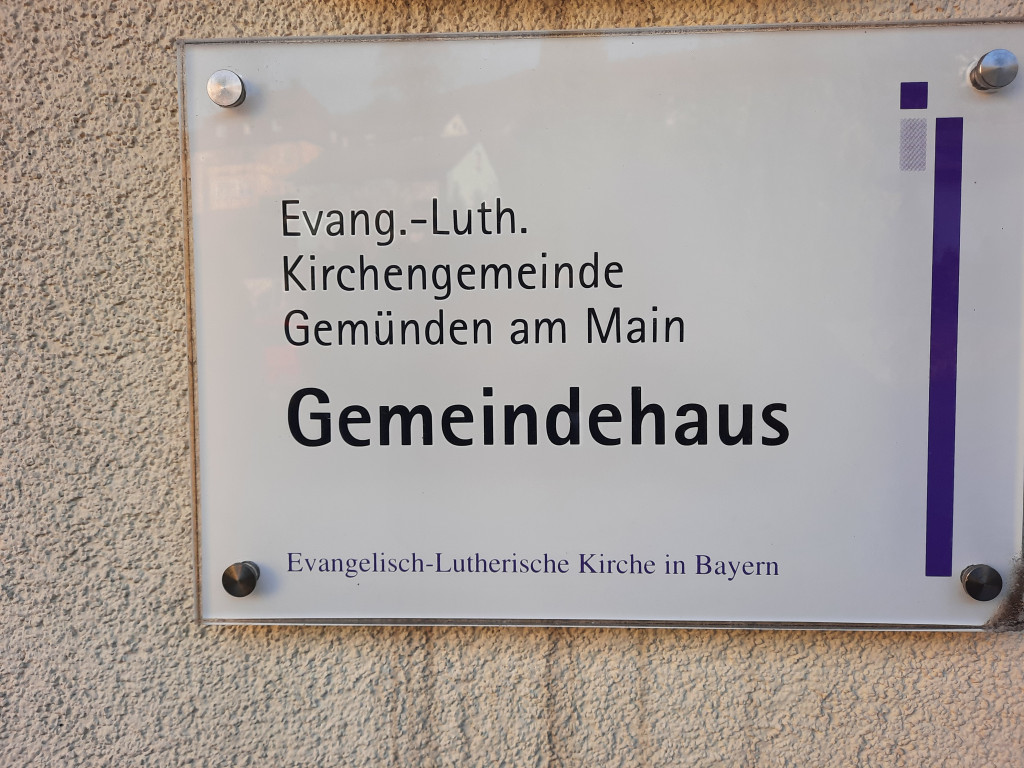 Evang.-Luth.
Kirchengemeinde
Gemünden am Main
Gemeindehaus
Evangelisch-Lutherische Kirche in Bayern